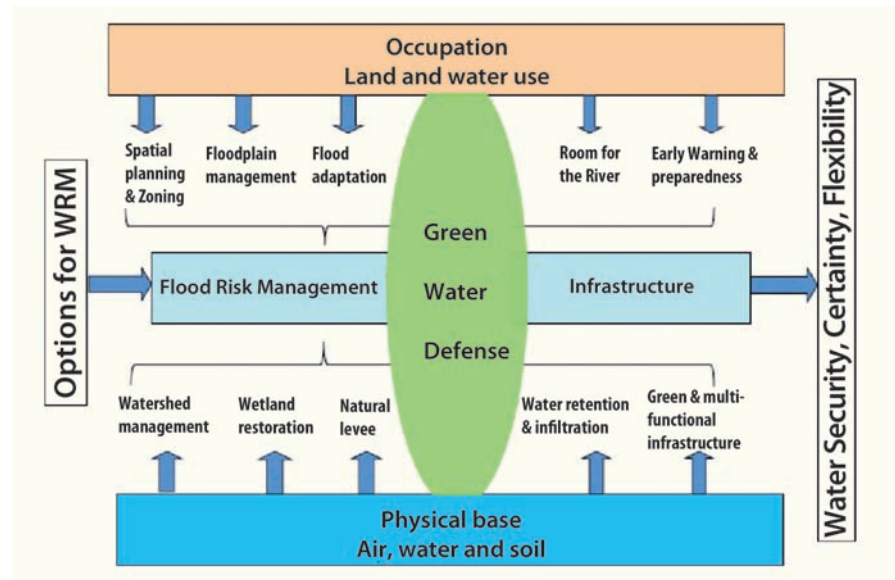 Occupation
Land and water use
Spatial
planning
& Zoning
Floodplain
management
Flood
adaptation
Room for
the River
Early Warning &
preparedness
Options for WRM
Flood Risk Management
Green
Water
Defense
Infrastructure
Water Security, Certainty, Flexibility
Watershed
management
Wetland
restoration
Natural
levee
Water retention
& infiltration
Green & multi-
functional
infrastructure
Physical base
Air, water and soil